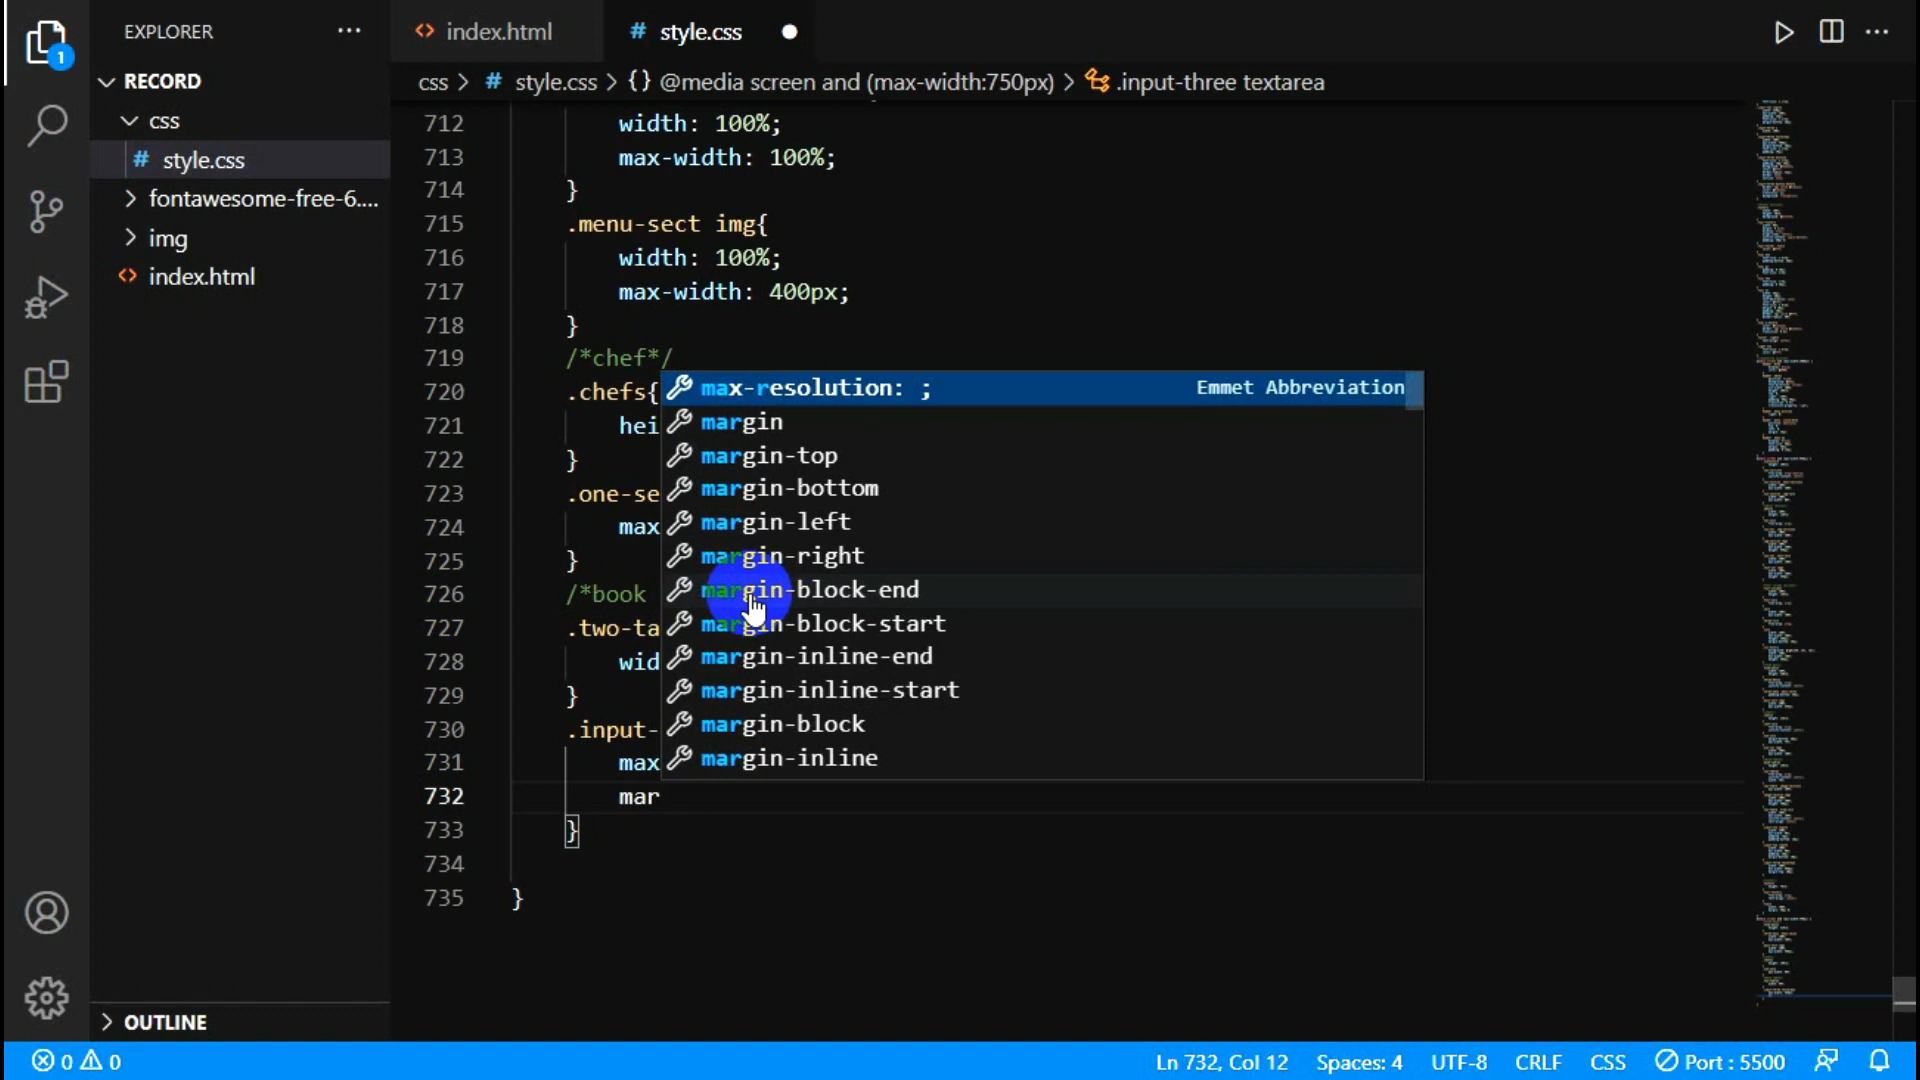 EXPLORER ···
index.html
# style.css
css > # style.css > {} @media screen and (max-width:750px) > .input-three textarea
RECORD
css
# style.css
fontawesome-free-6....
img
index.html
712 width: 100%;
713 max-width: 100%;
714 }
715 .menu-sect img{
716 width: 100%;
717 max-width: 400px;
718 }
719 /*chef*/
720 .chefs{
721 hei
722 }
723 .one-se
724 max
725 }
726 /*book
727 .two-ta
728 wid
729 }
730 .input-
731 max
732 mar
733 }
734
735 }
max-resolution: ; Emmet Abbreviation
margin
margin-top
margin-bottom
margin-left
margin-right
margin-block-end
margin-block-start
margin-inline-end
margin-inline-start
margin-block
margin-inline
1
OUTLINE
0 0 Ln 732, Col 12 Spaces: 4 UTF-8 CRLF CSS Port : 5500